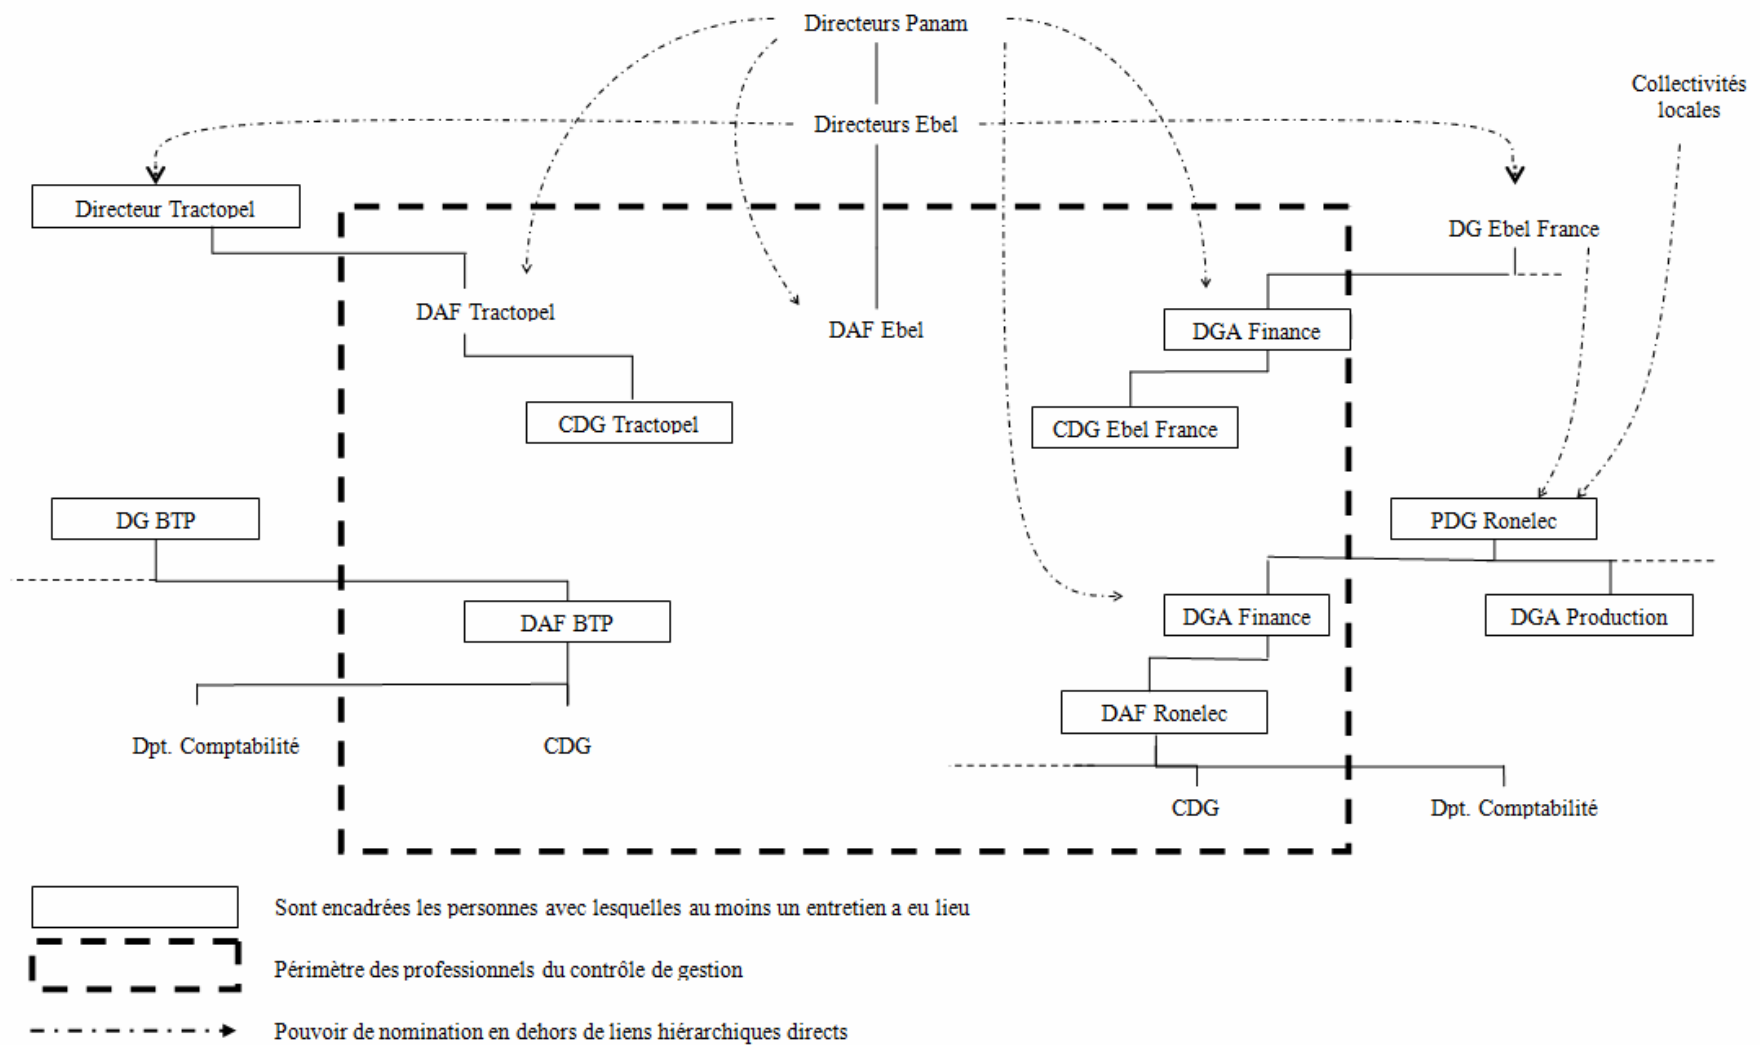 Directeurs Panam
Collectivités
locales
Directeurs Ebel
Directeur Tractopel
DG Ebel France
DAF Tractopel
DAF Ebel
DGA Finance
CDG Tractopel
CDG Ebel France
DG BTP
PDG Ronelec
DAF BTP
DGA Finance
DGA Production
DAF Ronelec
Dpt. Comptabilité
CDG
CDG
Dpt. Comptabilité
Sont encadrées les personnes avec lesquelles au moins un entretien a eu lieu
Périmètre des professionnels du contrôle de gestion
Pouvoir de nomination en dehors de liens hiérarchiques directs